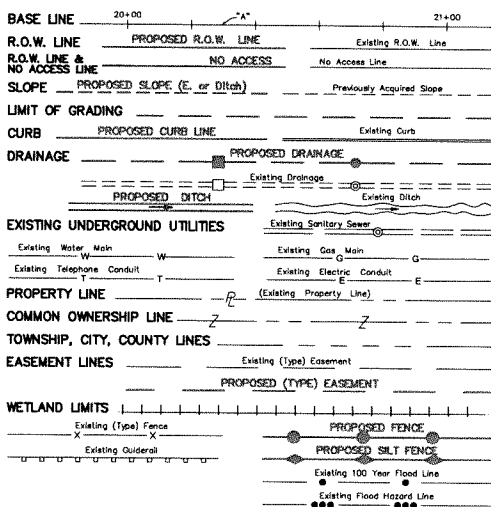 20+00 "A" 21+00
BASE LINE
R.O.W. LINE PROPOSED R.O.W. LINE Existing R.O.W. Line
R.O.W. LINE & NO ACCESS LINE NO ACCESS No Access Line
SLOPE PROPOSED SLOPE (E. or Ditch) Previously Acquired Slope
LIMIT OF GRADING
CURB PROPOSED CURB LINE Existing Curb
DRAINAGE PROPOSED DRAINAGE
Existing Drainage
PROPOSED DITCH Existing Ditch
EXISTING UNDERGROUND UTILITIES Existing Sanitary Sewer
Existing Water Main Existing Gas Main
W W G G
Existing Telephone Conduit Existing Electric Conduit
T T E E
PROPERTY LINE PL (Existing Property Line)
COMMON OWNERSHIP LINE Z Z
TOWNSHIP, CITY, COUNTY LINES
EASEMENT LINES Existing (Type) Easement
PROPOSED (TYPE) EASEMENT
WETLAND LIMITS
Existing (Type) Fence PROPOSED FENCE
X X
Existing Guiderail PROPOSED SILT FENCE
Existing 100 Year Flood Line
Existing Flood Hazard Line